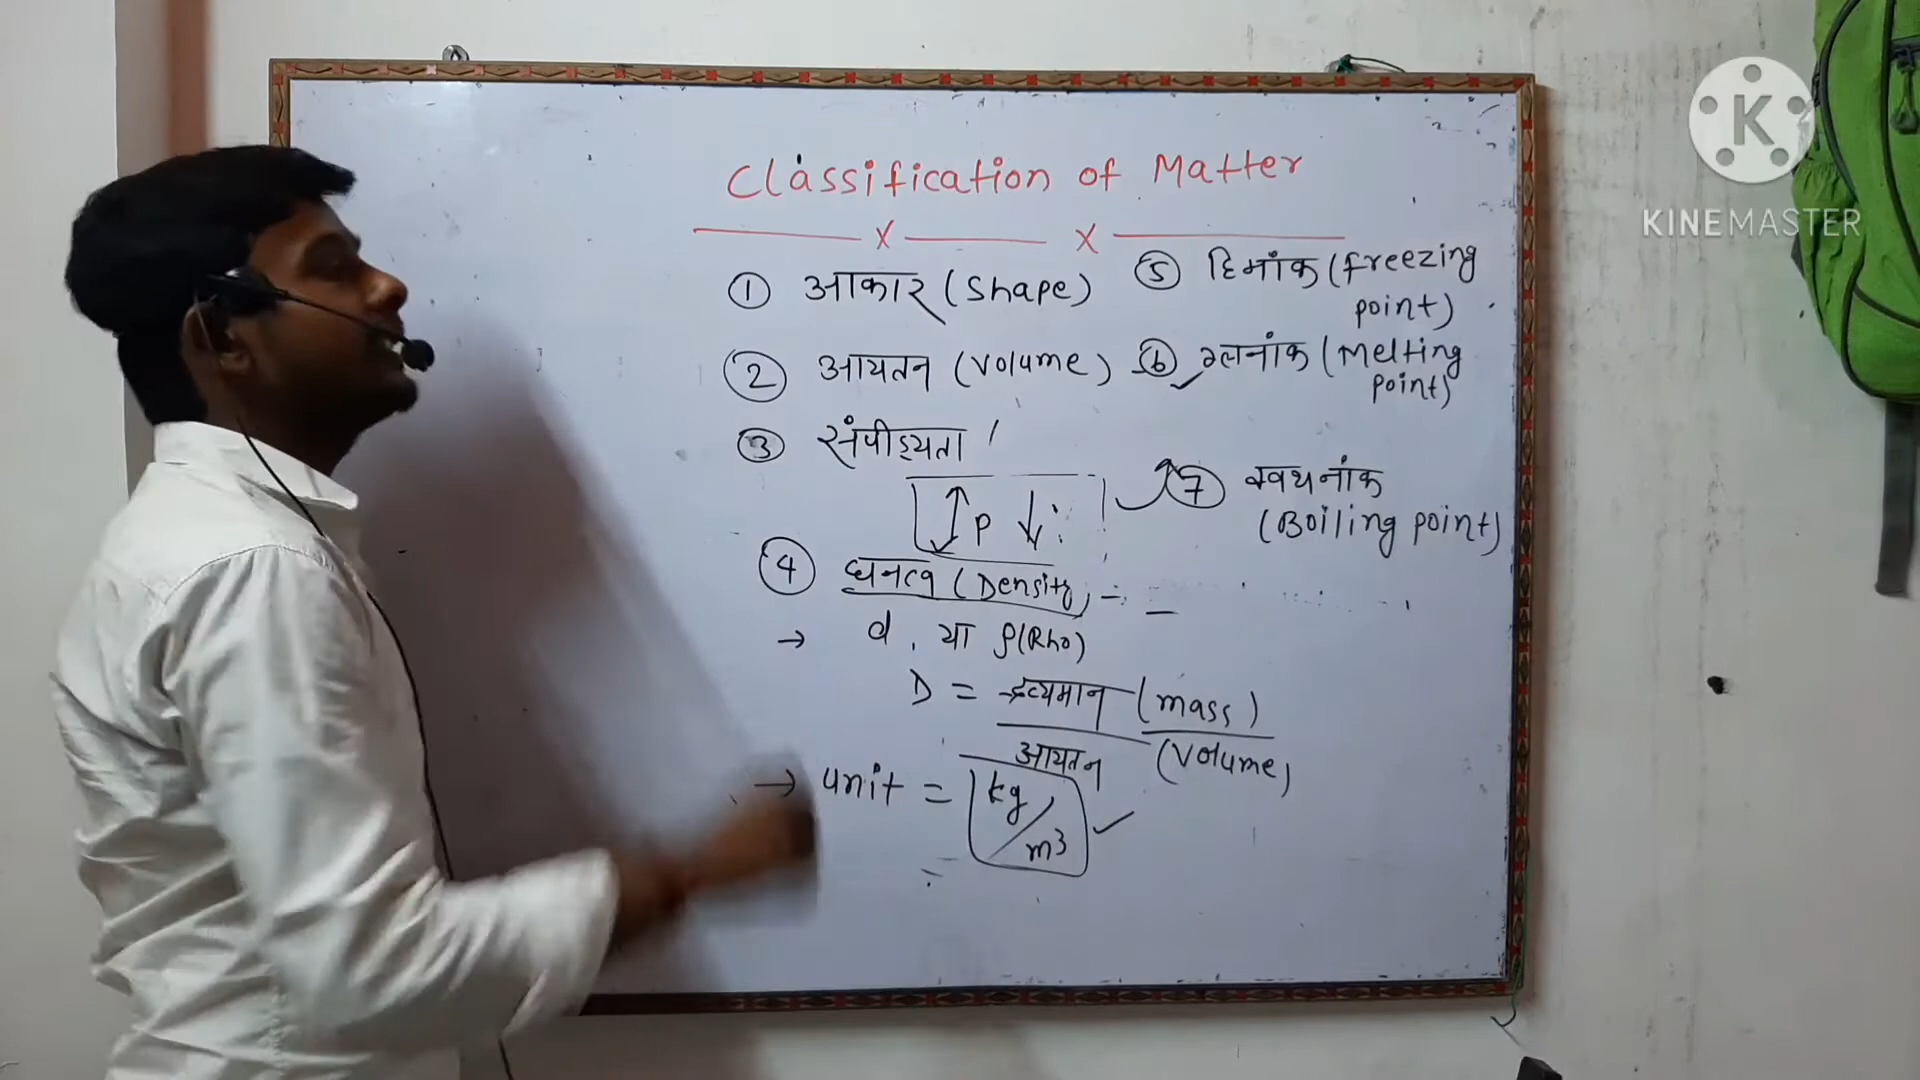 Classification of Matter
x x
① आकार (Shape)
② आयतन (Volume)
③ संपीड्यता
P
④ घनत्व (Density)
→ d, या ρ(Rho)
D = द्रव्यमान (mass)
आयतन (Volume)
→ unit = kg/m3
⑤ हिमांक (freezing
point)
⑥ गलनांक (Melting
point)
⑦ क्वथनांक
(Boiling point)
K
KINEMASTER